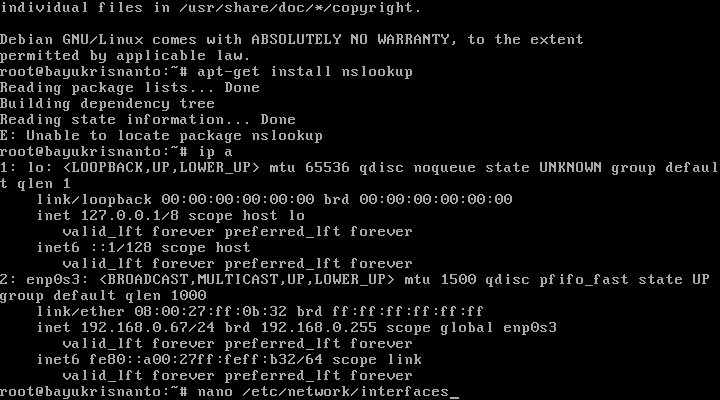 individual files in /usr/share/doc/*/copyright.
Debian GNU/Linux comes with ABSOLUTELY NO WARRANTY, to the extent
permitted by applicable law.
root@bayukrisnanto:~# apt-get install nslookup
Reading package lists... Done
Building dependency tree
Reading state information... Done
E: Unable to locate package nslookup
root@bayukrisnanto:~# ip a
1: lo: <LOOPBACK,UP,LOWER_UP> mtu 65536 qdisc noqueue state UNKNOWN group defaul
t qlen 1
    link/loopback 00:00:00:00:00:00 brd 00:00:00:00:00:00
    inet 127.0.0.1/8 scope host lo
       valid_lft forever preferred_lft forever
    inet6 ::1/128 scope host
       valid_lft forever preferred_lft forever
2: enp0s3: <BROADCAST,MULTICAST,UP,LOWER_UP> mtu 1500 qdisc pfifo_fast state UP
group default qlen 1000
    link/ether 08:00:27:ff:0b:32 brd ff:ff:ff:ff:ff:ff
    inet 192.168.0.67/24 brd 192.168.0.255 scope global enp0s3
       valid_lft forever preferred_lft forever
    inet6 fe80::a00:27ff:feff:b32/64 scope link
       valid_lft forever preferred_lft forever
root@bayukrisnanto:~# nano /etc/network/interfaces_